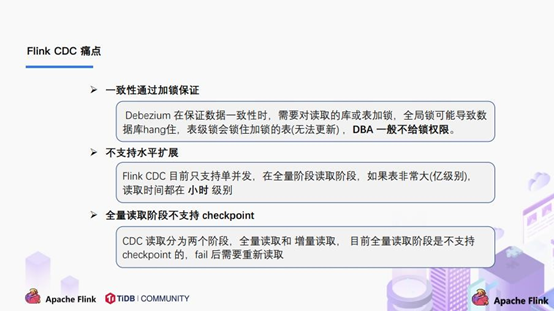 Flink CDC 痛点
一致性通过加锁保证
Debezium 在保证数据一致性时，需要对读取的库或表加锁，全局锁可能导致数
据库hang住，表级锁会锁住加锁的表(无法更新) ，DBA 一般不给锁权限。
不支持水平扩展
Flink CDC 目前只支持单并发，在全量阶段读取阶段，如果表非常大(亿级别)，
读取时间都在 小时 级别
全量读取阶段不支持 checkpoint
CDC 读取分为两个阶段，全量读取和 增量读取， 目前全量读取阶段是不支持
checkpoint 的，fail 后需要重新读取
Apache Flink
TiDB | COMMUNITY
Apache Flink